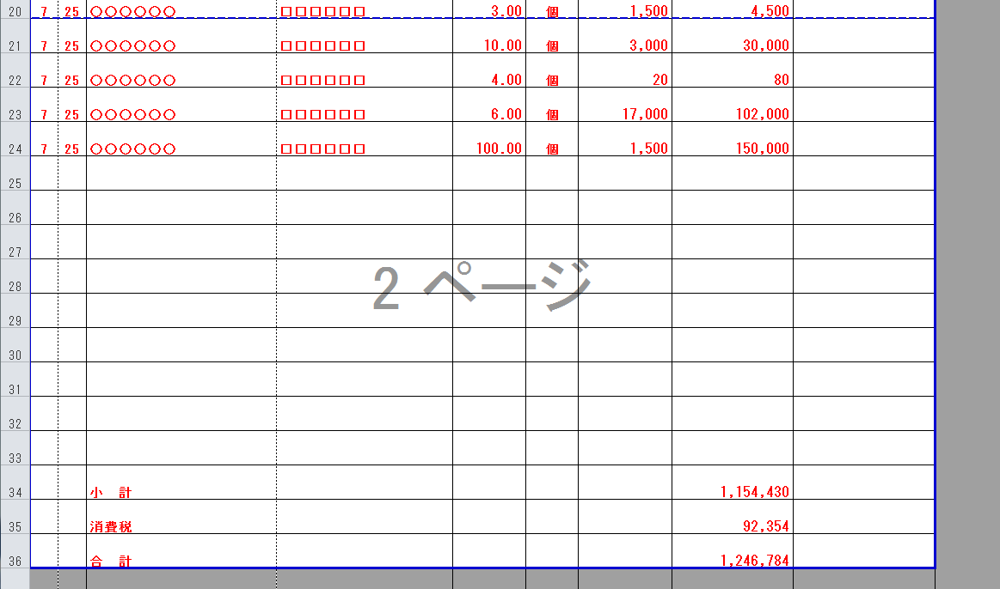 20 7 25 〇〇〇〇〇〇 □□□□□□ 3.00 個 1,500 4,500
21 7 25 〇〇〇〇〇〇 □□□□□□ 10.00 個 3,000 30,000
22 7 25 〇〇〇〇〇〇 □□□□□□ 4.00 個 20 80
23 7 25 〇〇〇〇〇〇 □□□□□□ 6.00 個 17,000 102,000
24 7 25 〇〇〇〇〇〇 □□□□□□ 100.00 個 1,500 150,000
25
26
27
2 ページ
28
29
30
31
32
33
34 小 計 1,154,430
35 消費税 92,354
36 合 計 1,246,784